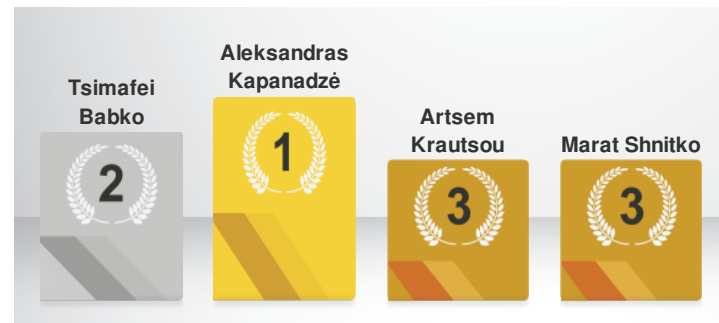 Tsimafei
Babko
2
Aleksandras
Kapanadzė
1
Artsem
Krautsou
3
Marat Shnitko
3